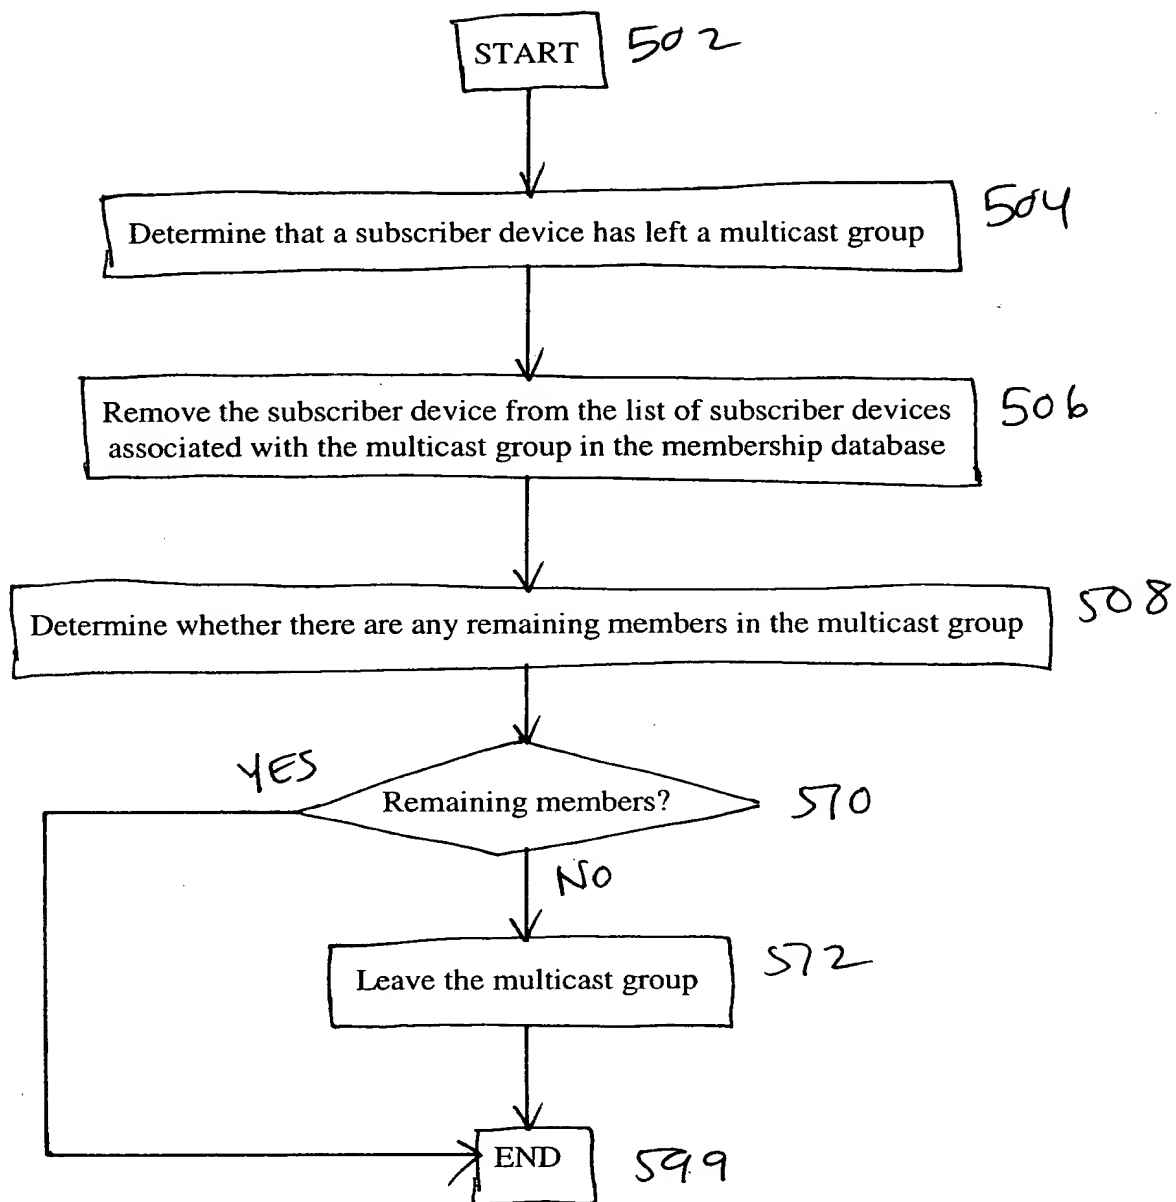 START 502
Determine that a subscriber device has left a multicast group 504
Remove the subscriber device from the list of subscriber devices 506
associated with the multicast group in the membership database
Determine whether there are any remaining members in the multicast group 508
YES
Remaining members? 510
NO
Leave the multicast group 512
END 599